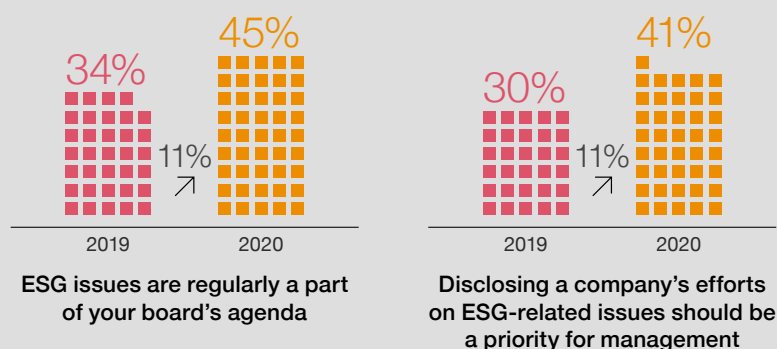 34%
45%
11%
2019
2020
ESG issues are regularly a part
of your board’s agenda
30%
41%
11%
2019
2020
Disclosing a company’s efforts
on ESG-related issues should be
a priority for management